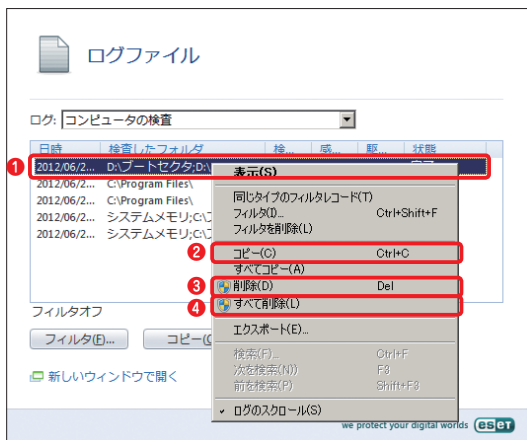 ログファイル
ログ: コンピュータの検査
日時 検査したフォルダ 検... 感... 駆... 状態
1 2012/06/2... D:\ブートセクタ;D:\ 完了
2012/06/2... C:\Program Files\
2012/06/2... C:\Program Files\
2012/06/2... システムメモリ;C:\
2012/06/2... システムメモリ;C:\
表示(S)
同じタイプのフィルタレコード(T)
フィルタ(I)... Ctrl+Shift+F
フィルタを削除(L)
2 コピー(C) Ctrl+C
すべてコピー(A)
3 削除(D) Del
4 すべて削除(L)
エクスポート(E)...
検索(F)... Ctrl+F
次を検索(N)) F3
前を検索(P) Shift+F3
✓ ログのスクロール(S)
フィルタオフ
フィルタ(F)... コピー(C
新しいウィンドウで開く
we protect your digital worlds eset